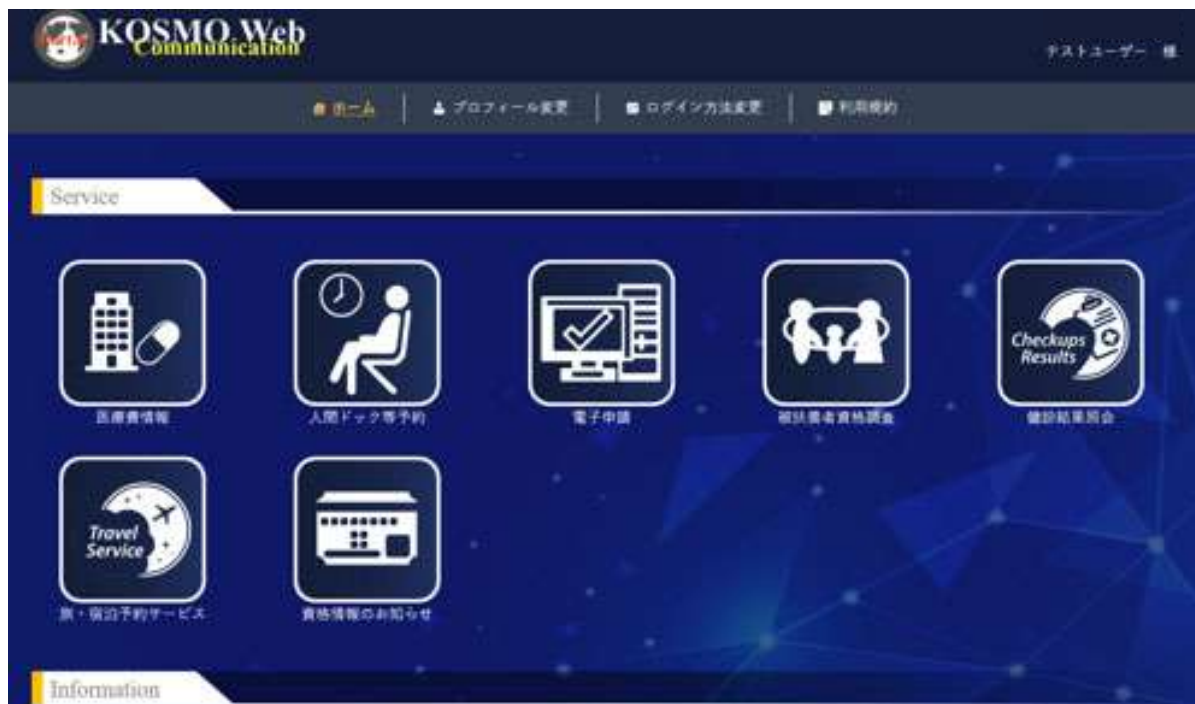 KOSMO Web
Communication
テストユーザー 様
ホーム
プロフィール変更
ログイン方法変更
利用規約
Service
Checkups
Results
医療費情報
人間ドック等予約
電子申請
被扶養者資格調査
健診結果照会
Travel
Service
旅・宿泊予約サービス
資格情報のお知らせ
Information